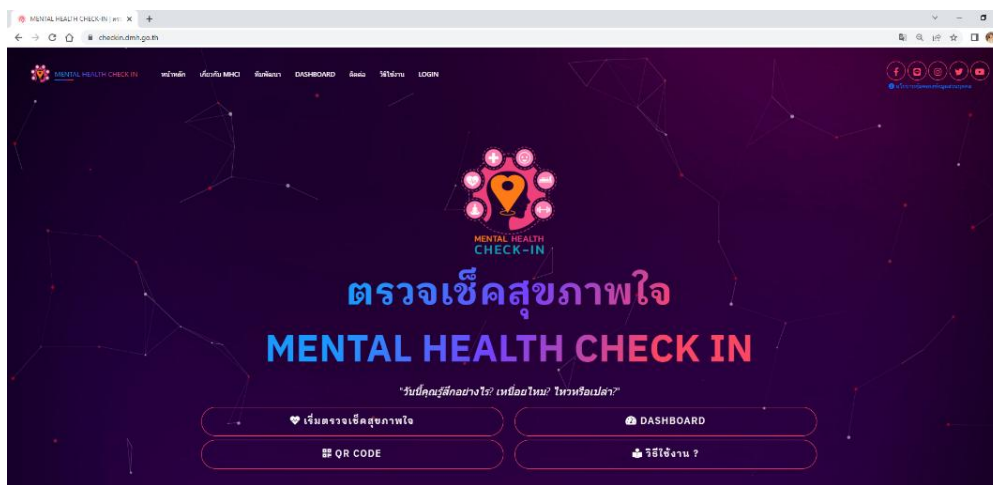 MENTAL HEALTH CHECK-IN | ตร
checkin.dmh.go.th
MENTAL HEALTH CHECK IN หน้าหลัก เกี่ยวกับ MHCI ทีมพัฒนา DASHBOARD ติดต่อ วิธีใช้งาน LOGIN
MENTAL HEALTH
CHECK-IN
ตรวจเช็คสุขภาพใจ
MENTAL HEALTH CHECK IN
"วันนี้คุณรู้สึกอย่างไร? เหนื่อยไหม? ไหวหรือเปล่า?"
เริ่มตรวจเช็คสุขภาพใจ
DASHBOARD
QR CODE
วิธีใช้งาน ?